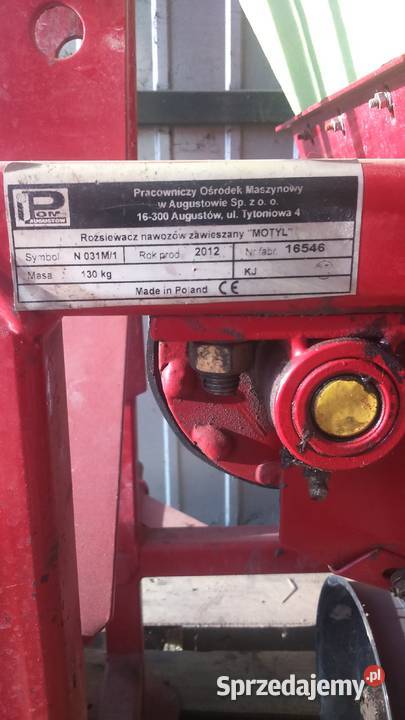 POM
AUGUSTÓW
Pracowniczy Ośrodek Maszynowy
w Augustowie Sp. z o. o.
16-300 Augustów, ul. Tytoniowa 4
Rozsiewacz nawozów zawieszany "MOTYL"
Symbol N 031M/1 Rok prod. 2012 Nr fabr. 16546
Masa 130 kg KJ
Made in Poland CE
Sprzedajemy.pl